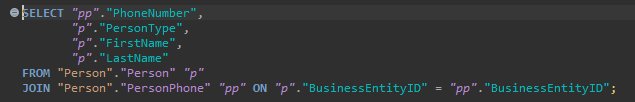 SELECT "pp"."PhoneNumber",
"p"."PersonType",
"p"."FirstName",
"p"."LastName"
FROM "Person"."Person" "p"
JOIN "Person"."PersonPhone" "pp" ON "p"."BusinessEntityID" = "pp"."BusinessEntityID";